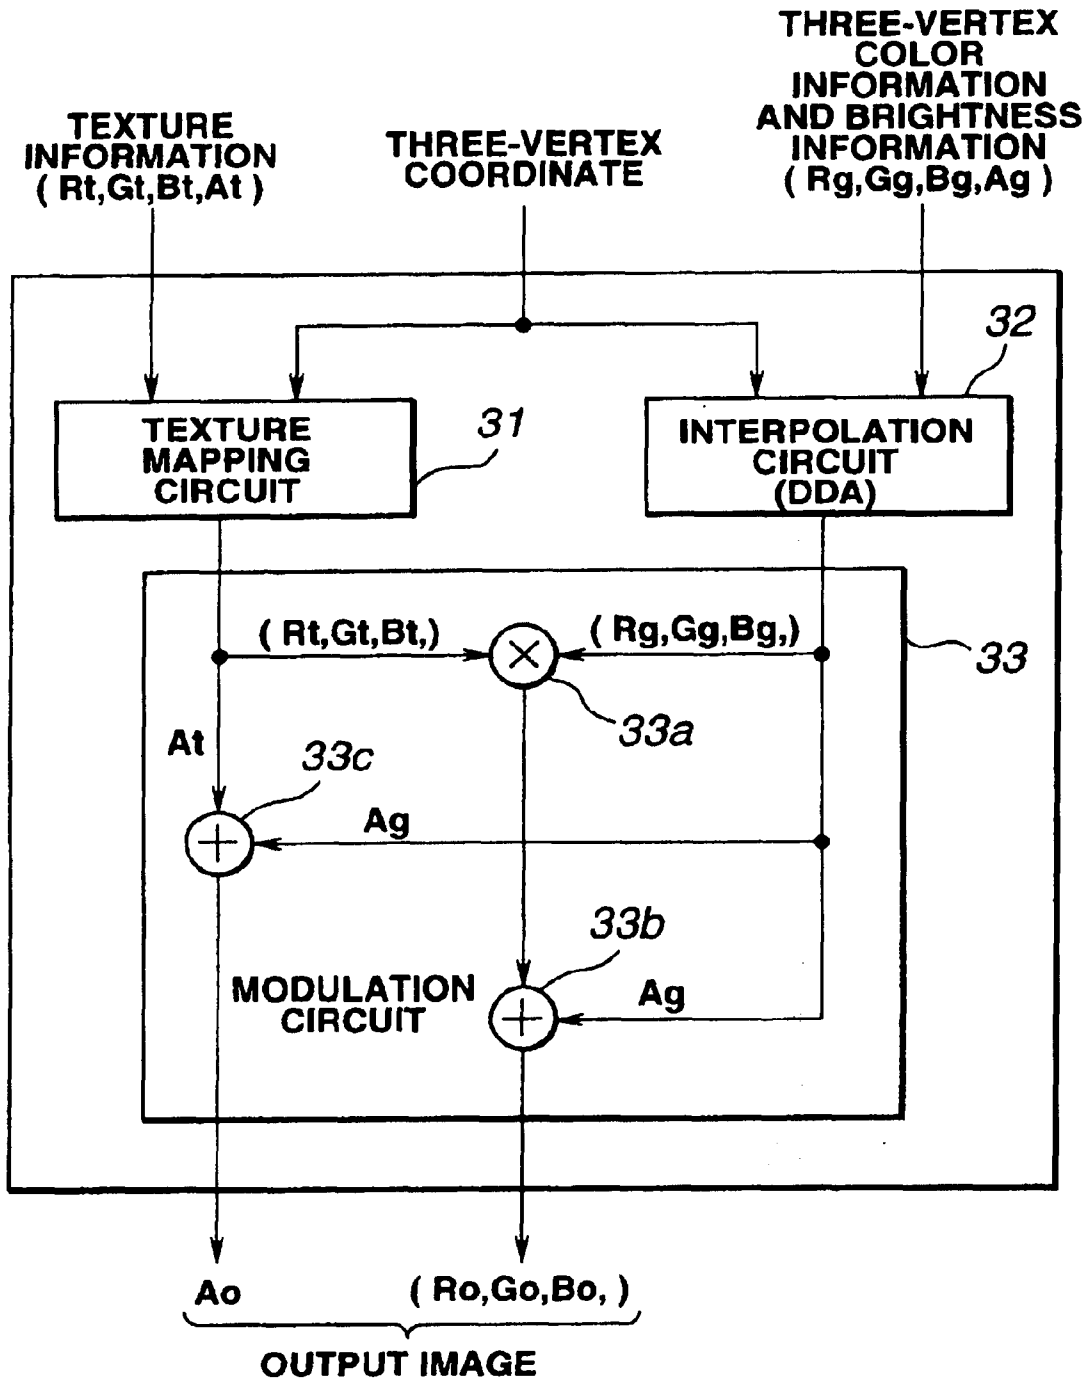 THREE-VERTEX
COLOR
INFORMATION
AND BRIGHTNESS
INFORMATION
( Rg,Gg,Bg,Ag )
TEXTURE
INFORMATION
( Rt,Gt,Bt,At )
THREE-VERTEX
COORDINATE
32
TEXTURE
MAPPING
CIRCUIT
31
INTERPOLATION
CIRCUIT
(DDA)
( Rt,Gt,Bt,)
( Rg,Gg,Bg,)
33
33a
At
33c
Ag
33b
MODULATION
CIRCUIT
Ag
Ao
( Ro,Go,Bo, )
OUTPUT IMAGE